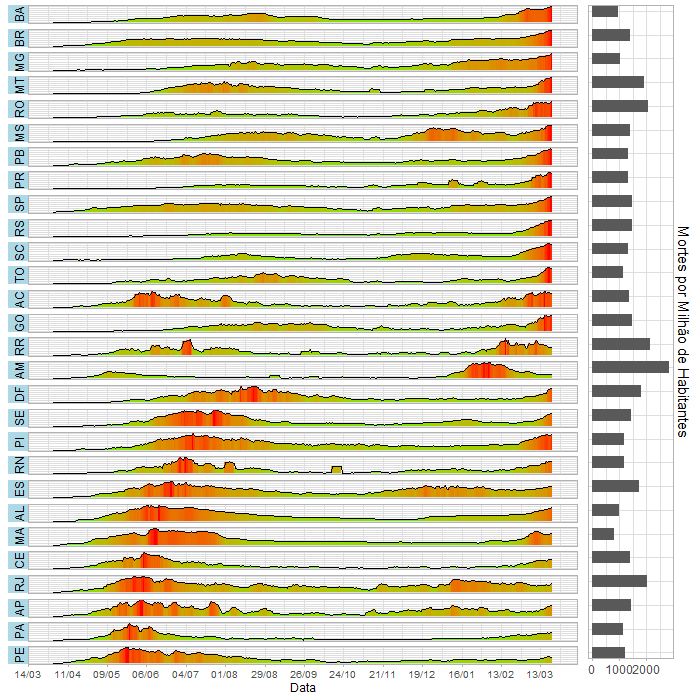 BA
BR
MG
MT
RO
MS
PB
PR
SP
RS
SC
TO
AC
GO
RR
AM
DF
SE
PI
RN
ES
AL
MA
CE
RJ
AP
PA
PE
14/03 11/04 09/05 06/06 04/07 01/08 29/08 26/09 24/10 21/11 19/12 16/01 13/02 13/03
Data
0 1000 2000
Mortes por Milhão de Habitantes